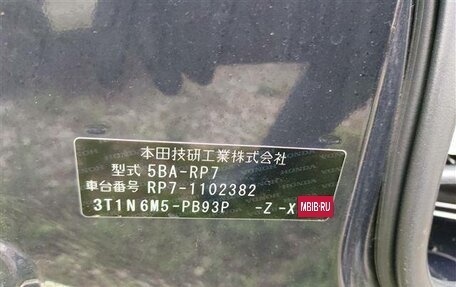 本田技研工業株式会社
型式 5BA-RP7
車台番号 RP7-1102382
3T1N6M5-PB93P -Z -X MBIB.RU